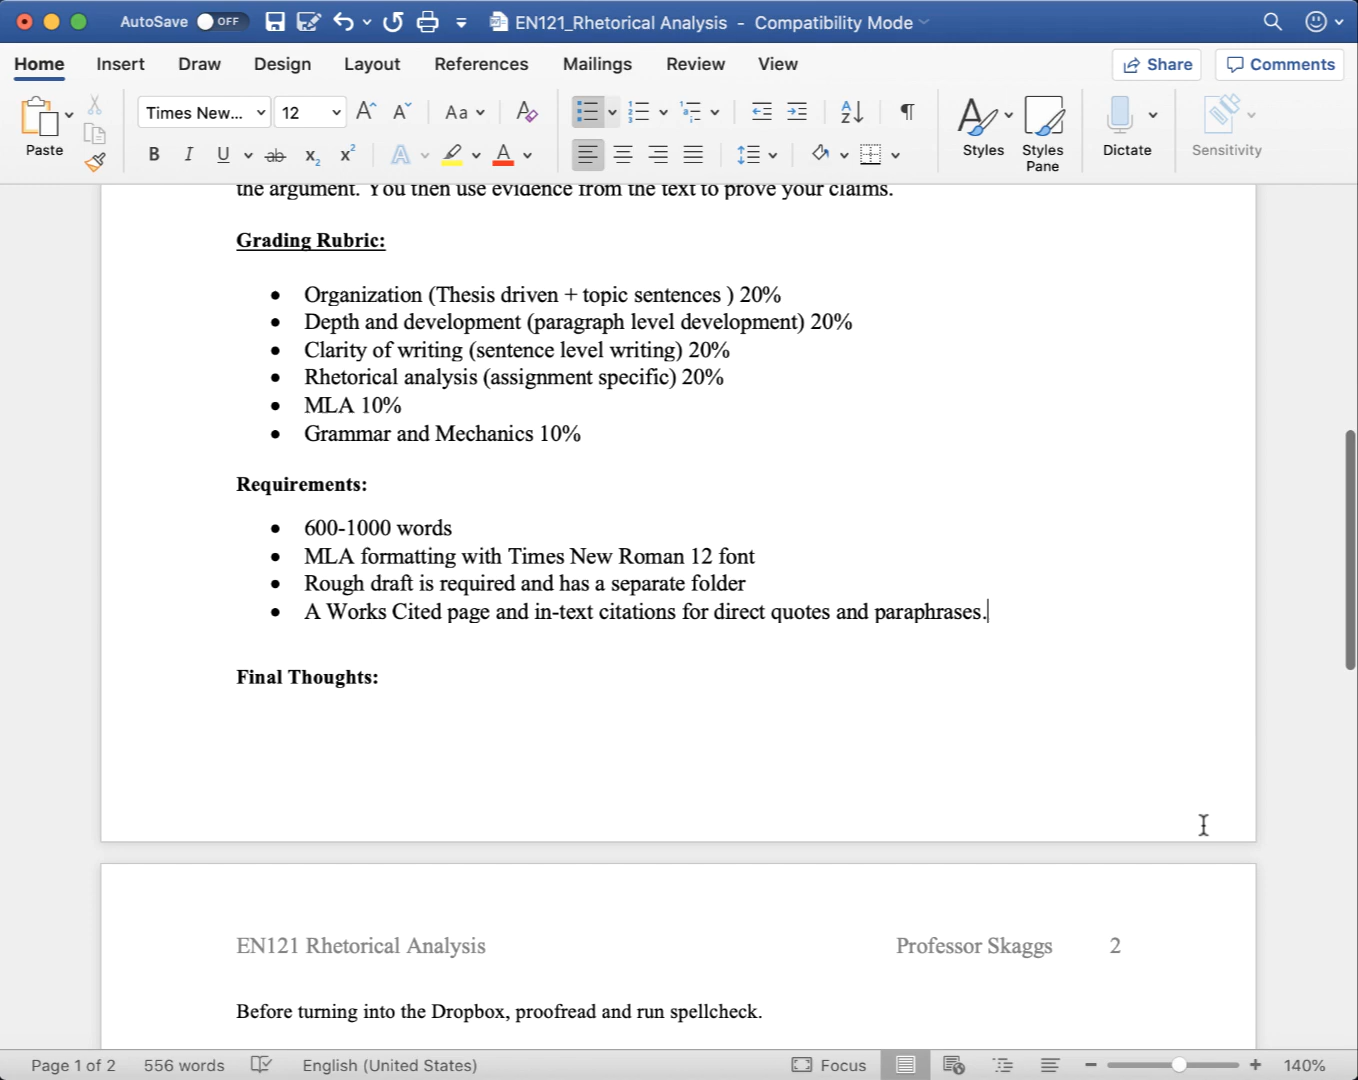 AutoSave OFF EN121_Rhetorical Analysis - Compatibility Mode
Home Insert Draw Design Layout References Mailings Review View Share Comments
Paste Times New... 12 Aa Styles Styles Pane Dictate Sensitivity
the argument. You then use evidence from the text to prove your claims.
Grading Rubric:
• Organization (Thesis driven + topic sentences ) 20%
• Depth and development (paragraph level development) 20%
• Clarity of writing (sentence level writing) 20%
• Rhetorical analysis (assignment specific) 20%
• MLA 10%
• Grammar and Mechanics 10%
Requirements:
• 600-1000 words
• MLA formatting with Times New Roman 12 font
• Rough draft is required and has a separate folder
• A Works Cited page and in-text citations for direct quotes and paraphrases.
Final Thoughts:
EN121 Rhetorical Analysis Professor Skaggs 2
Before turning into the Dropbox, proofread and run spellcheck.
Page 1 of 2 556 words English (United States) Focus 140%